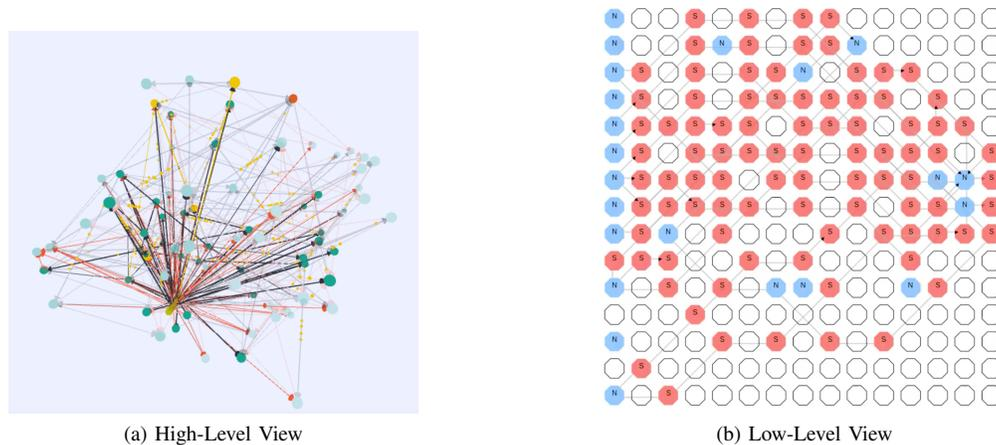 N S S S S
N S N S S S N
N S S S S N S S S
N S S S S S S S S S
N S S S S S S S S S S S
N S S S S S S S S S S S
N S S S S S S S S N N S
N S S S S S S S S S N S
N S N S S S S S S S
S S S S S S
N S S N N S N S
S
N S S S S
S
N S
(a) High-Level View
(b) Low-Level View